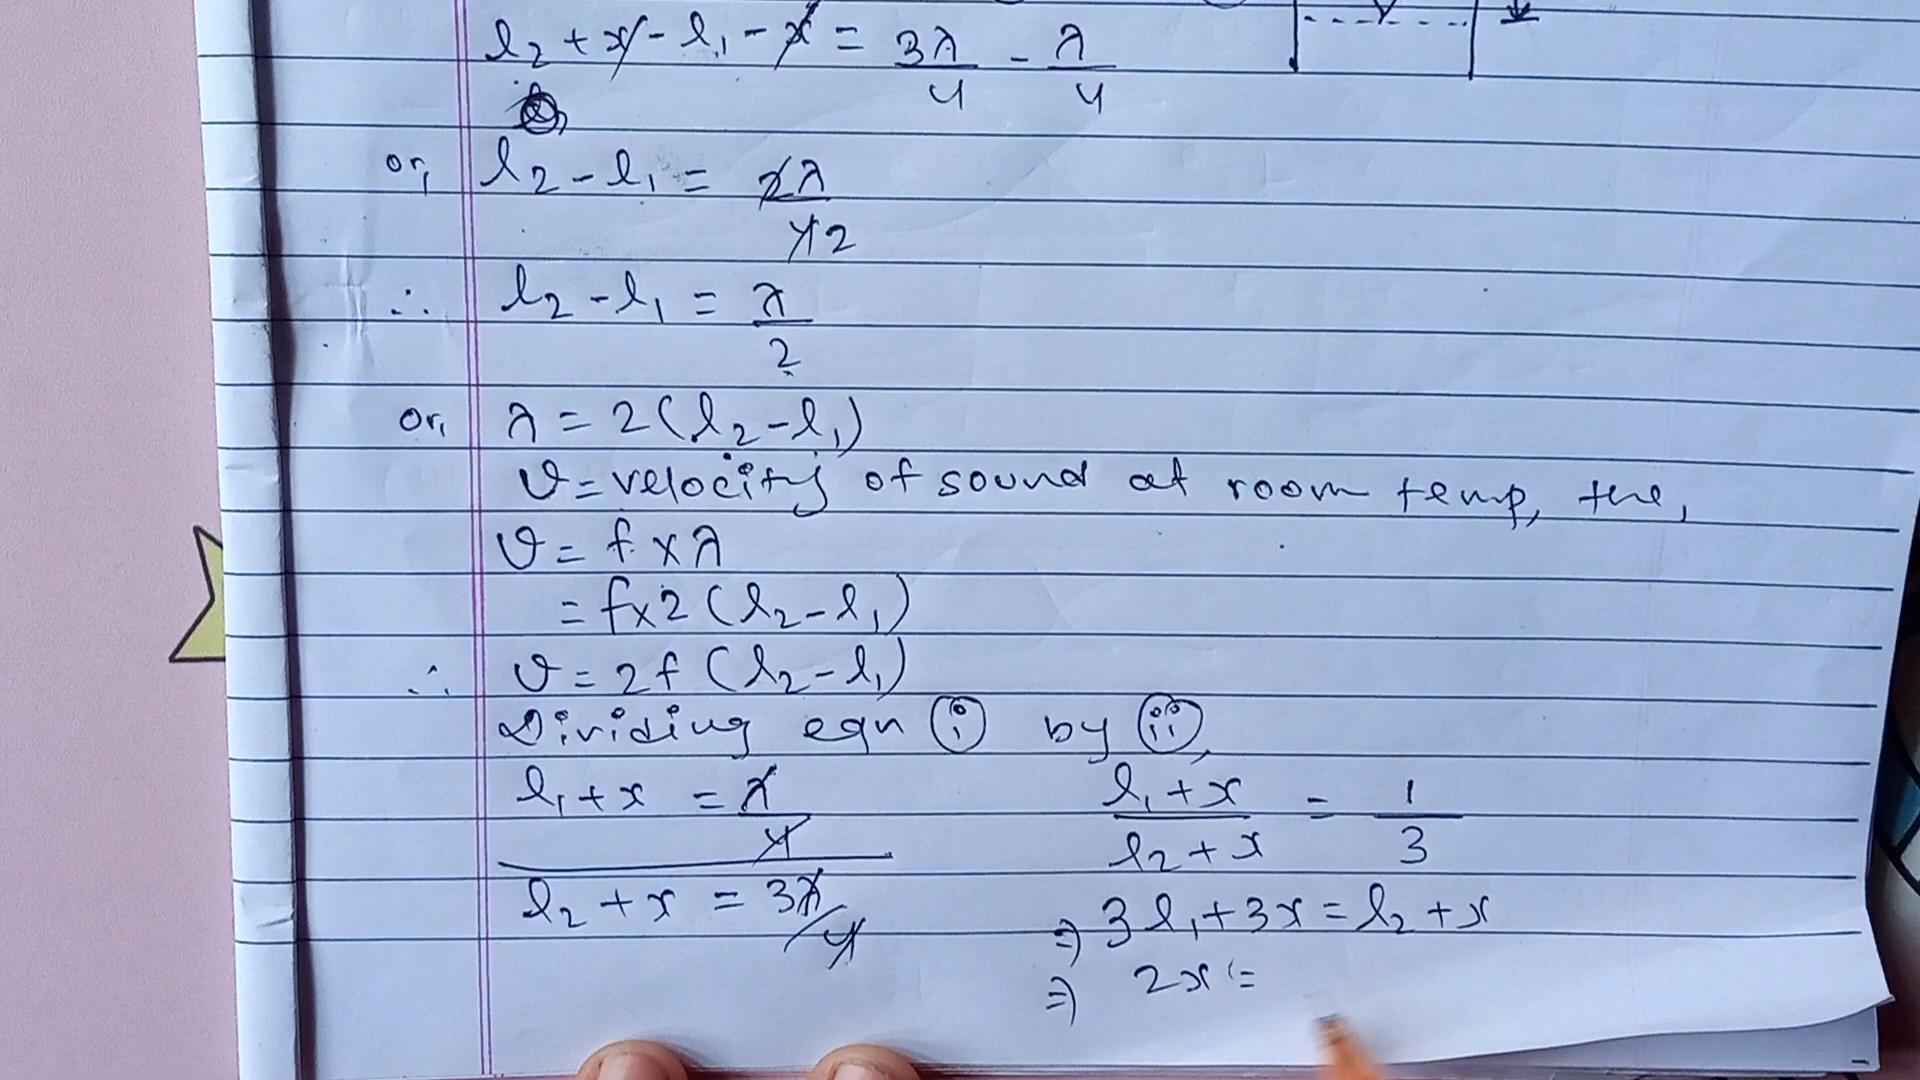 l₂ + x - l₁ - x = 3λ/4 - λ/4
or, l₂ - l₁ = 2λ/4 2
∴ l₂ - l₁ = λ/2
or, λ = 2(l₂ - l₁)
v = velocity of sound at room temp, the,
v = f × λ
= f × 2 (l₂ - l₁)
∴ v = 2f (l₂ - l₁)
Dividing eqn (i) by (ii),
l₁ + x = λ/4
l₂ + x = 3λ/4
(l₁ + x)/(l₂ + x) = 1/3
⇒ 3l₁ + 3x = l₂ + x
⇒ 2x =